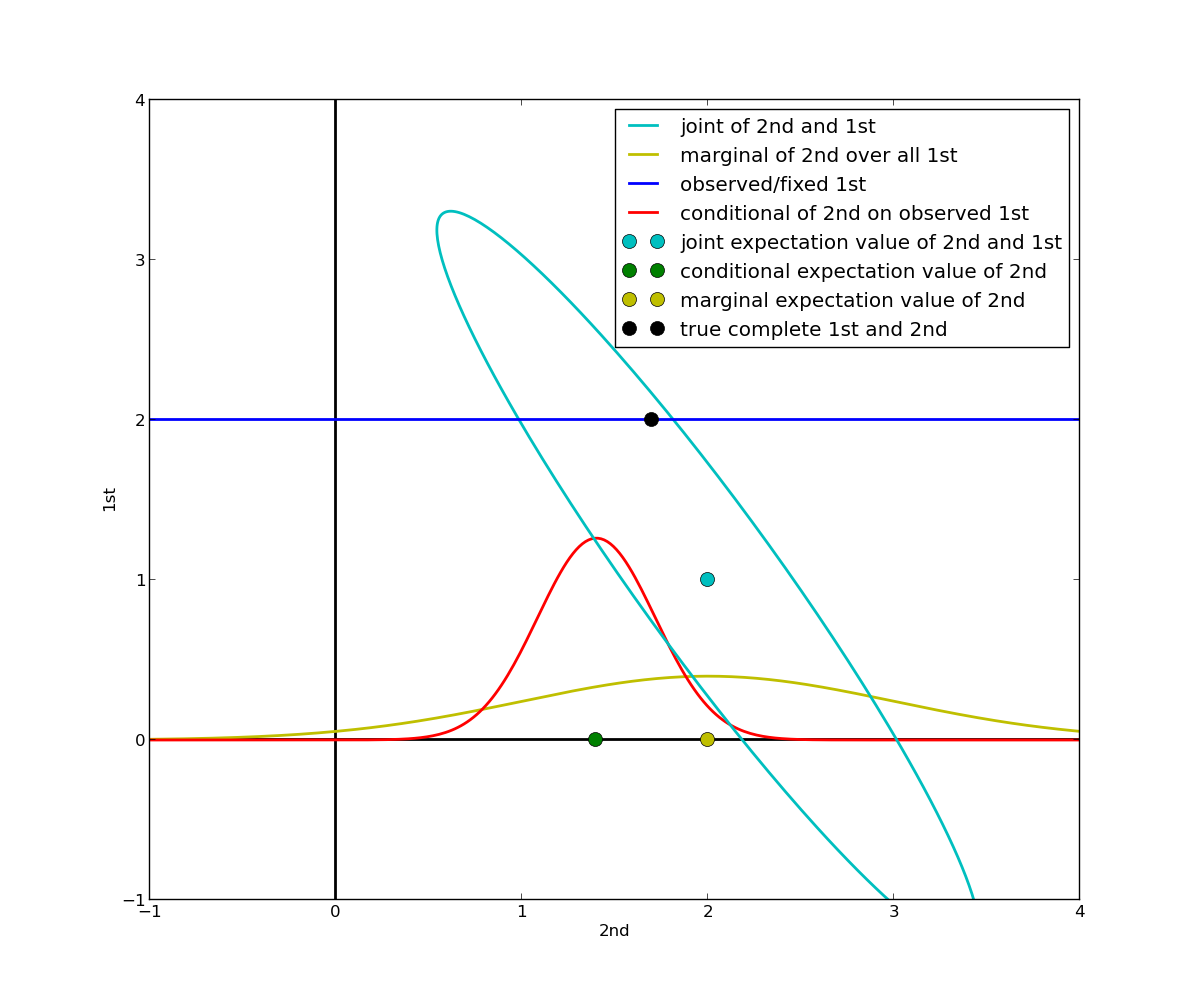 4
joint of 2nd and 1st
marginal of 2nd over all 1st
observed/fixed 1st
conditional of 2nd on observed 1st
joint expectation value of 2nd and 1st
conditional expectation value of 2nd
marginal expectation value of 2nd
true complete 1st and 2nd
3
2
1st
1
0
−1
−1 0 1 2 3 4
2nd